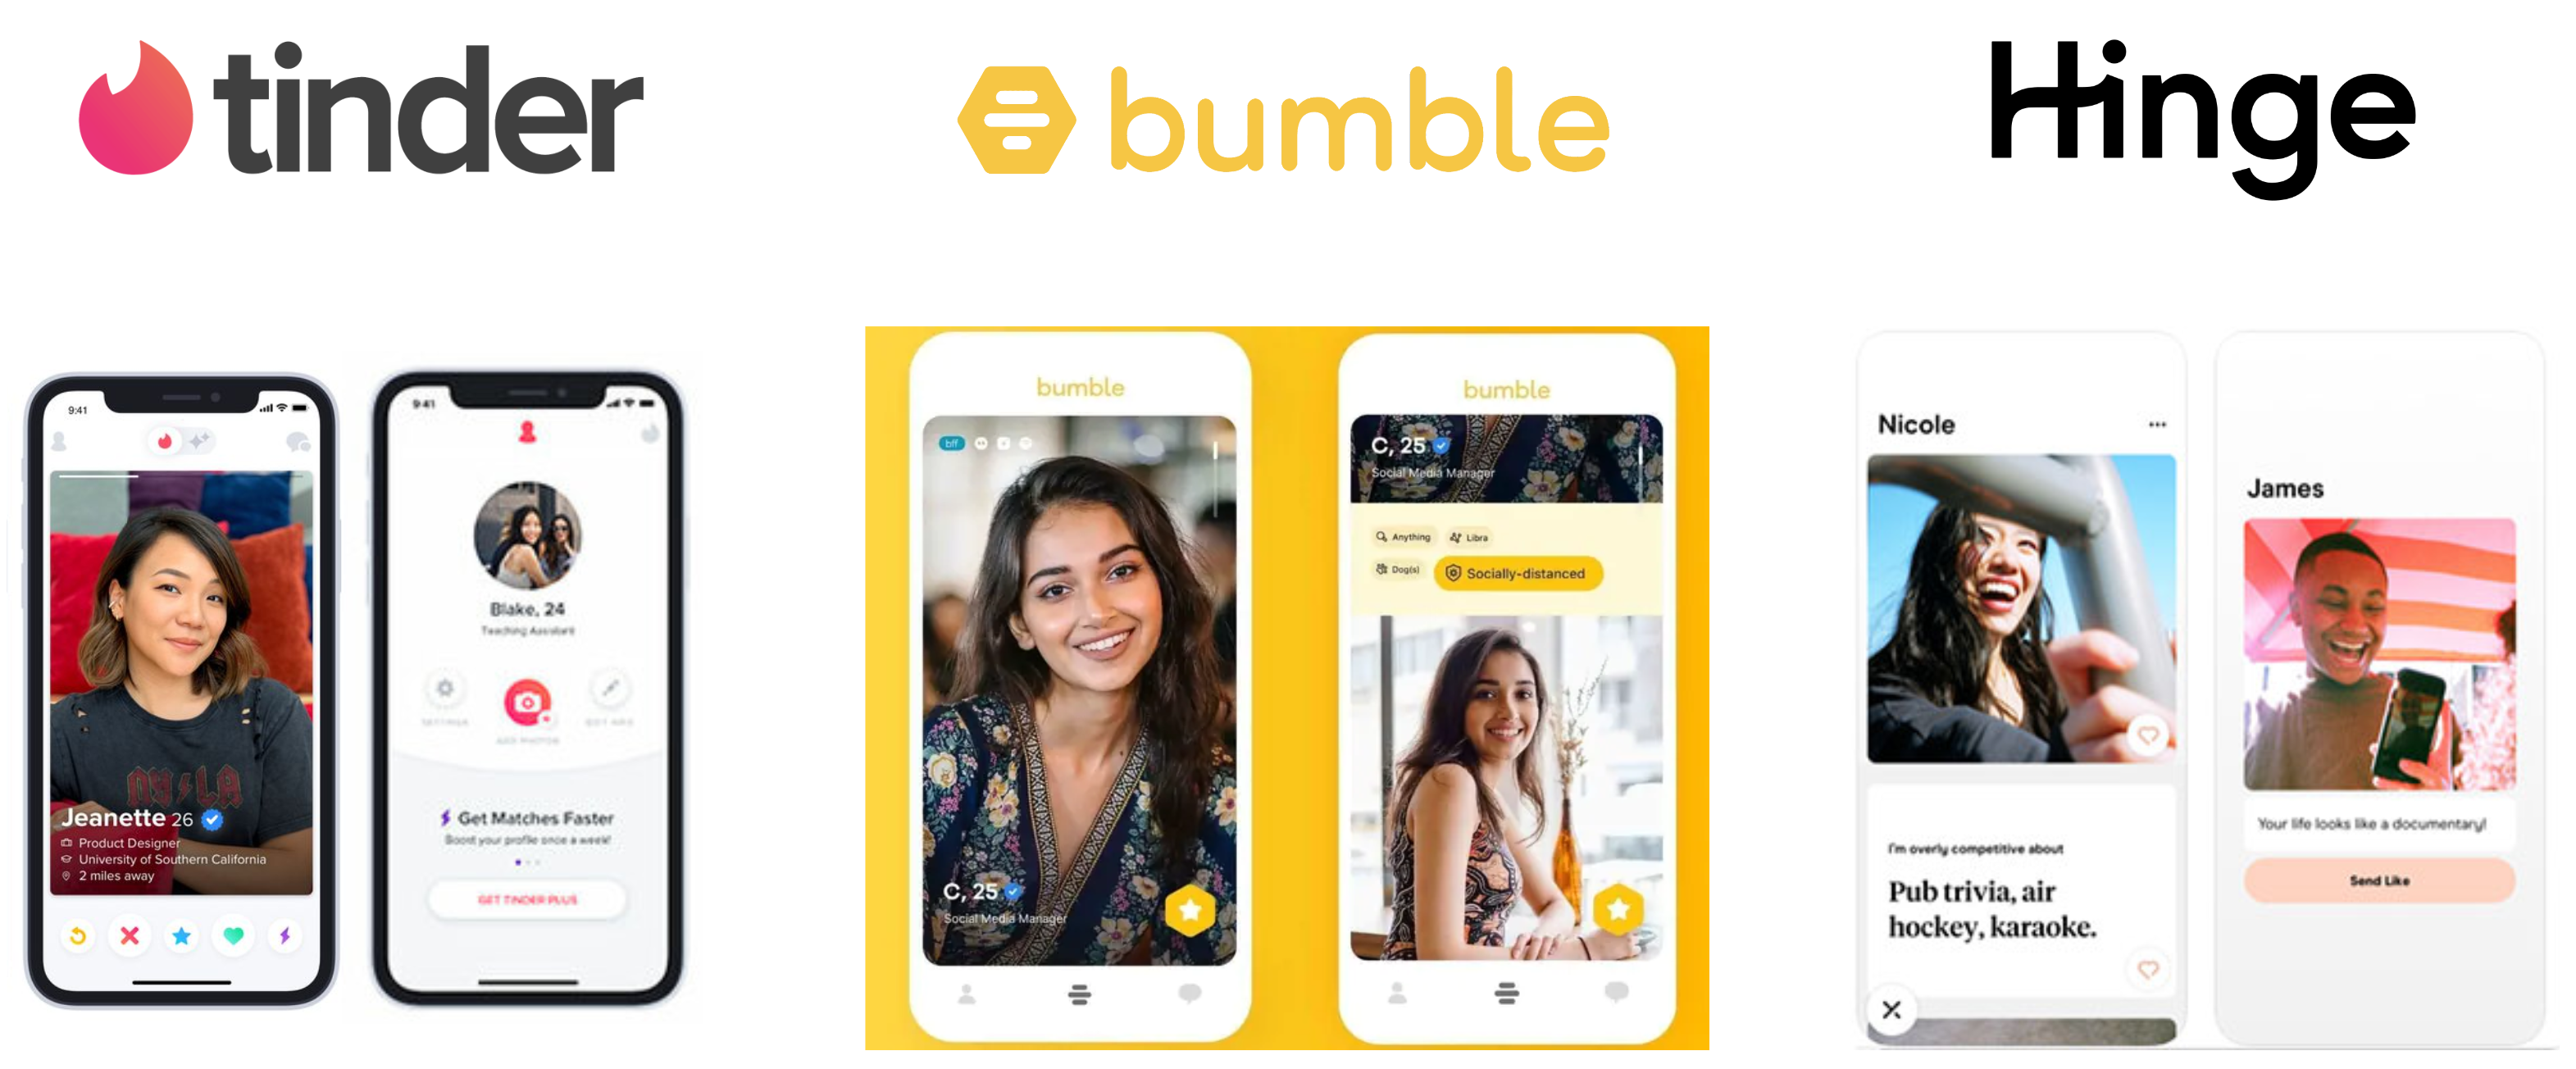 tinder
bumble
Hinge
9:41
Jeanette 26
Product Designer
University of Southern California
2 miles away
NY LA
9:41
Blake, 24
Teaching Assistant
SETTINGS
ADD PHOTOS
EDIT INFO
Get Matches Faster
Boost your profile once a week!
GET TINDER PLUS
bumble
bff
C, 25
Social Media Manager
bumble
C, 25
Social Media Manager
Anything
Libra
Dog(s)
Socially-distanced
Nicole
I'm overly competitive about
Pub trivia, air
hockey, karaoke.
James
Your life looks like a documentary!
Send Like